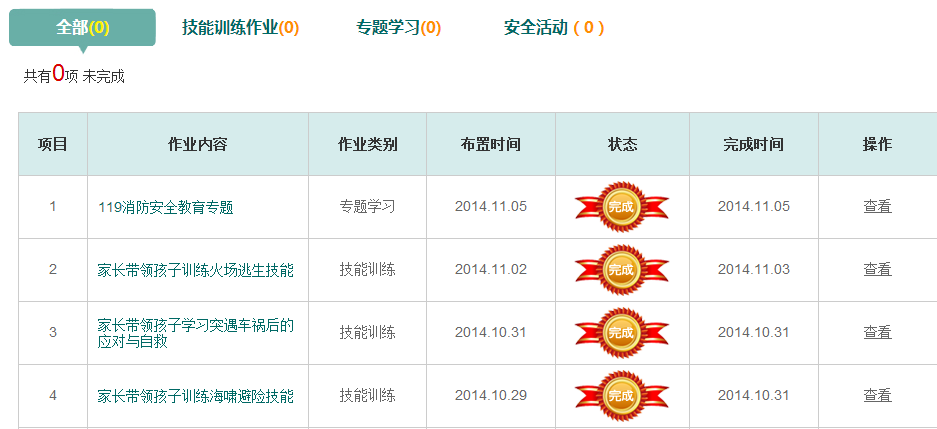 全部(0) 技能训练作业(0) 专题学习(0) 安全活动（0）
共有0项 未完成
项目 作业内容 作业类别 布置时间 状态 完成时间 操作
1 119消防安全教育专题 专题学习 2014.11.05 完成 2014.11.05 查看
2 家长带领孩子训练火场逃生技能 技能训练 2014.11.02 完成 2014.11.03 查看
3 家长带领孩子学习突遇车祸后的 技能训练 2014.10.31 完成 2014.10.31 查看
应对与自救
4 家长带领孩子训练海啸避险技能 技能训练 2014.10.29 完成 2014.10.31 查看